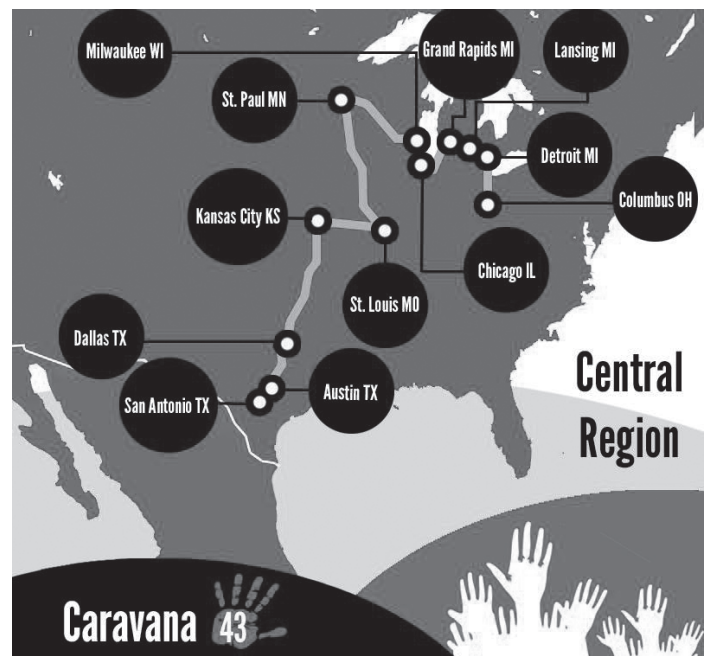 Milwaukee WI
Grand Rapids MI
Lansing MI
St. Paul MN
Detroit MI
Kansas City KS
Columbus OH
Chicago IL
St. Louis MO
Dallas TX
San Antonio TX
Austin TX
Central
Region
Caravana 43